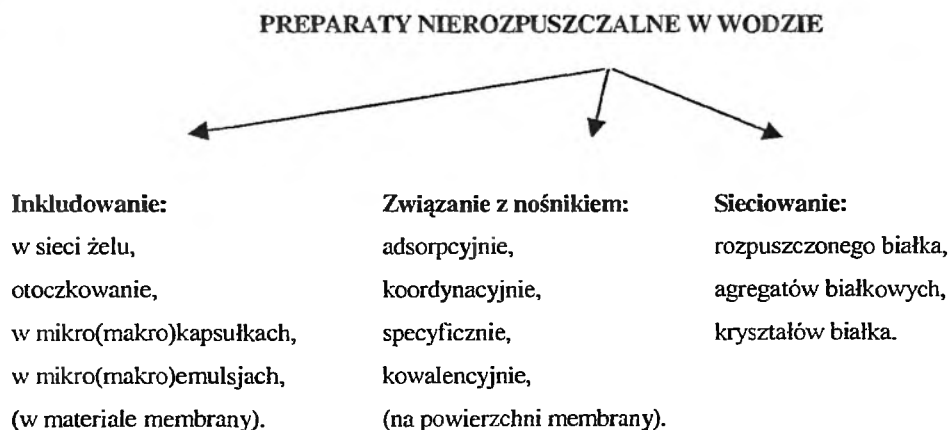 PREPARATY NIEROZPUSZCZALNE W WODZIE
Inkludowanie:
w sieci żelu,
otoczkowanie,
w mikro(makro)kapsułkach,
w mikro(makro)emulsjach,
(w materiale membrany).
Związanie z nośnikiem:
adsorpcyjnie,
koordynacyjnie,
specyficznie,
kowalencyjnie,
(na powierzchni membrany).
Sieciowanie:
rozpuszczonego białka,
agregatów białkowych,
kryształów białka.